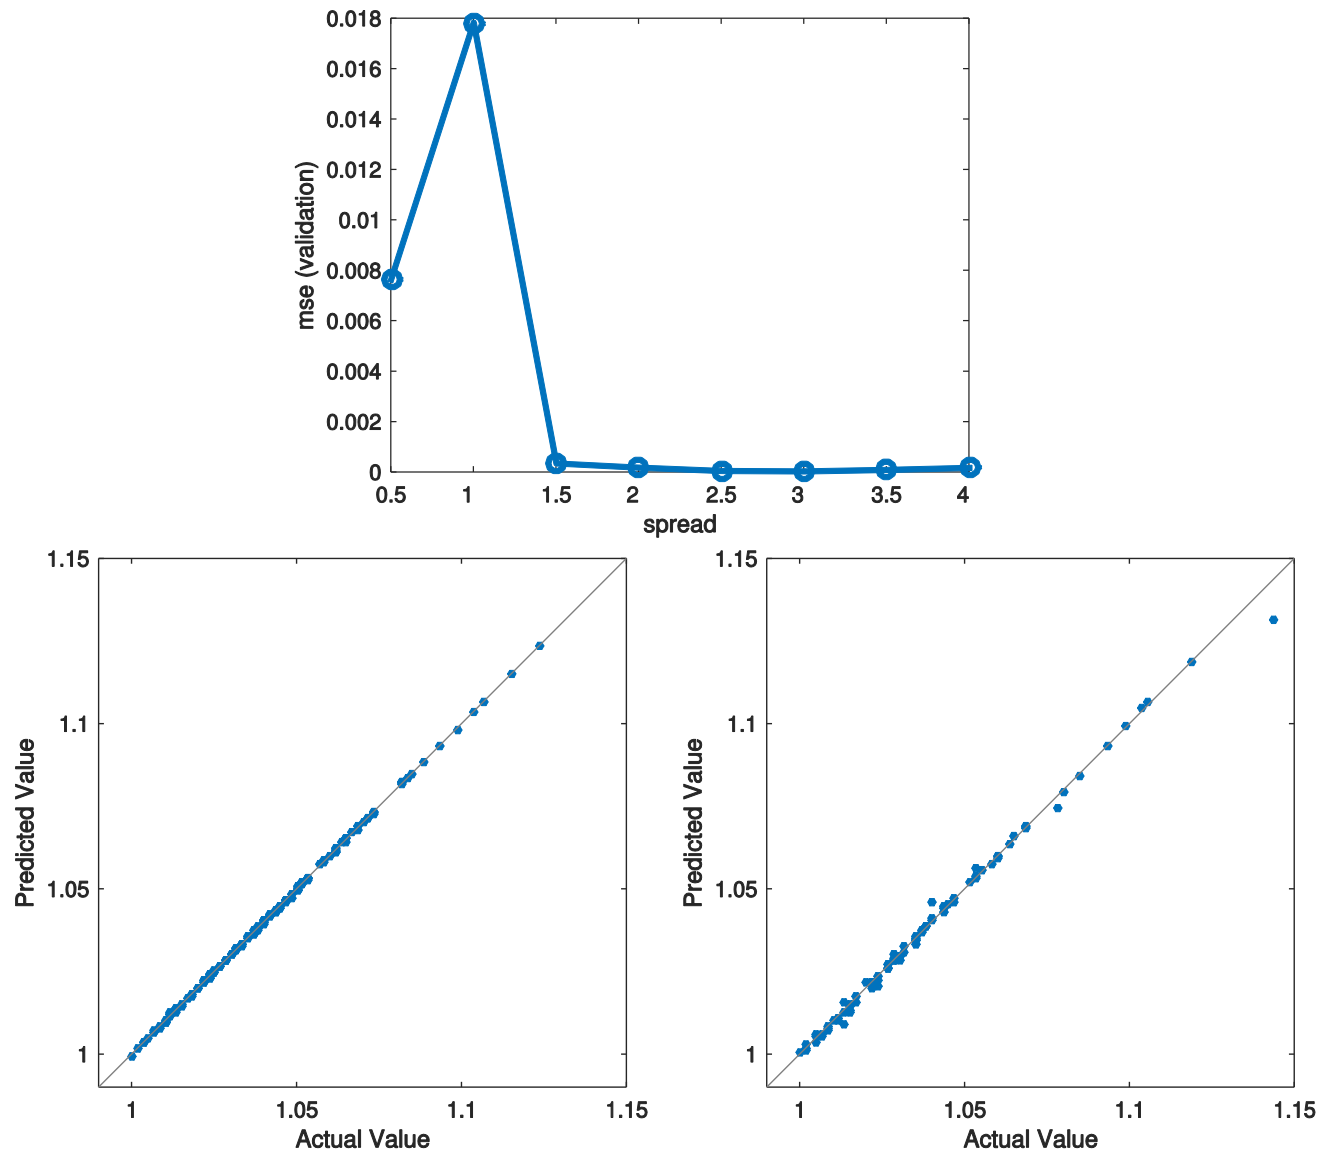 0.018
0.016
0.014
0.012
0.01
0.008
0.006
0.004
0.002
0
mse (validation)
0.5 1 1.5 2 2.5 3 3.5 4
spread
1.15
1.1
1.05
1
Predicted Value
1 1.05 1.1 1.15
Actual Value
1.15
1.1
1.05
1
Predicted Value
1 1.05 1.1 1.15
Actual Value